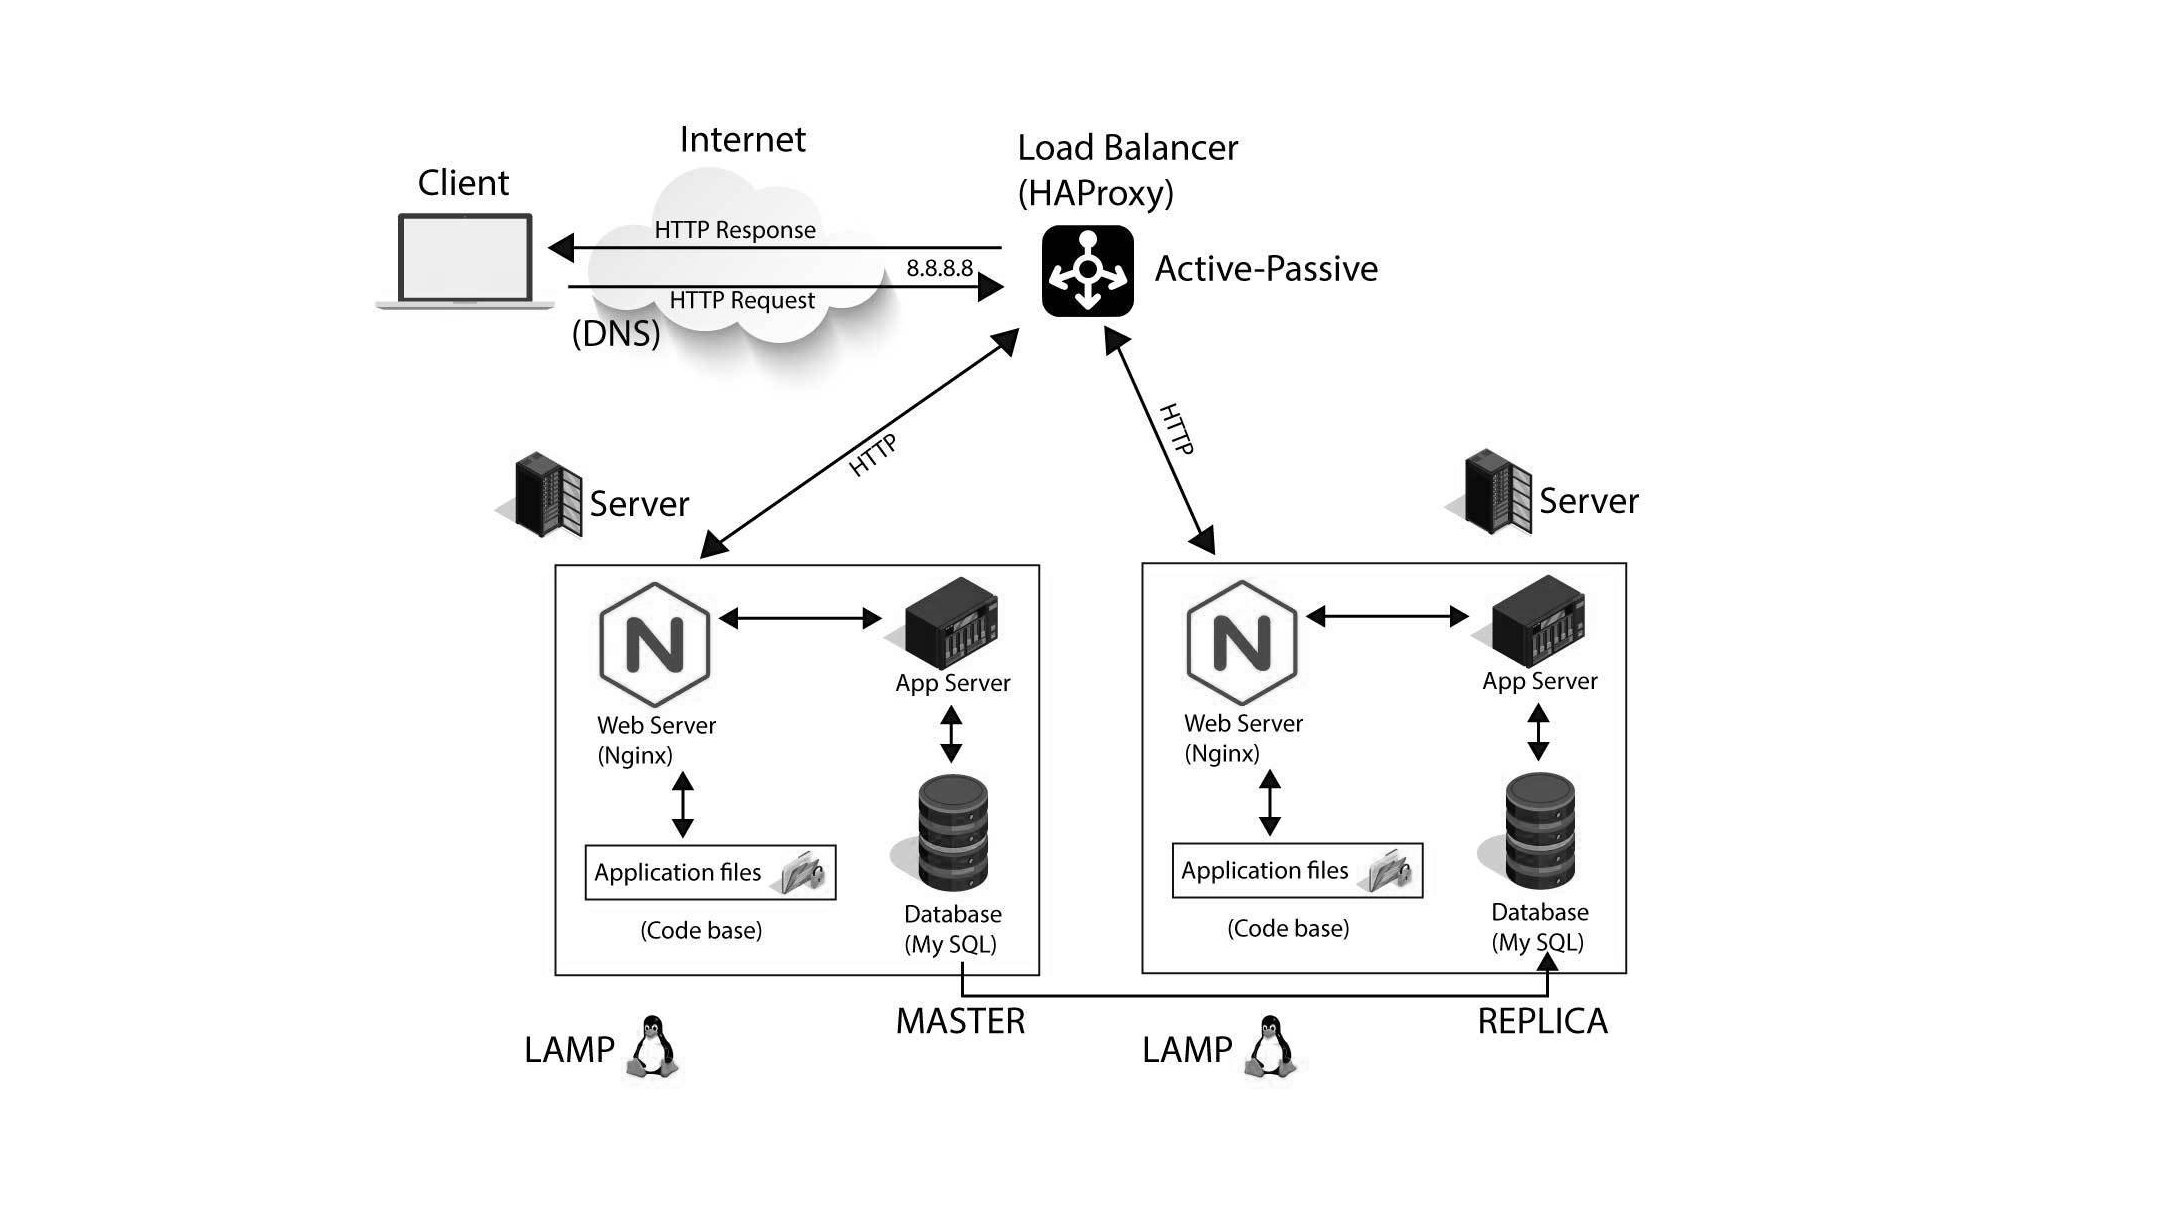 Internet
Client
Load Balancer
(HAProxy)
HTTP Response
8.8.8.8
Active-Passive
HTTP Request
(DNS)
HTTP
HTTP
Server
Server
N
App Server
Web Server
(Nginx)
Application files
(Code base)
Database
(My SQL)
N
App Server
Web Server
(Nginx)
Application files
(Code base)
Database
(My SQL)
MASTER
REPLICA
LAMP
LAMP